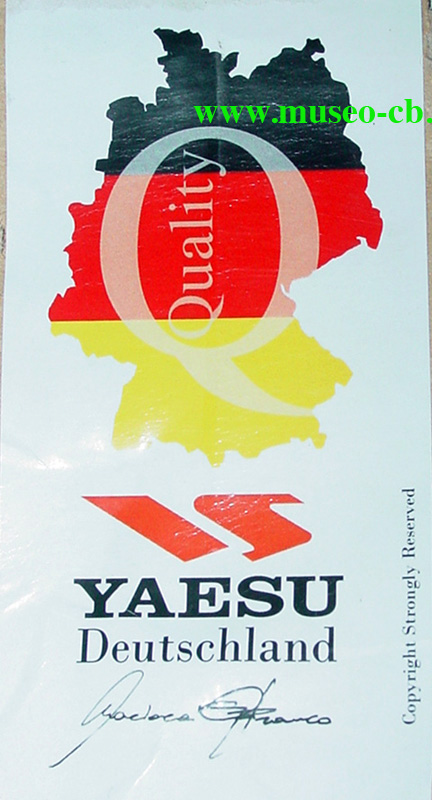 www.museo-cb.
Q
Quality
YAESU
Deutschland
Copyright Strongly Reserved